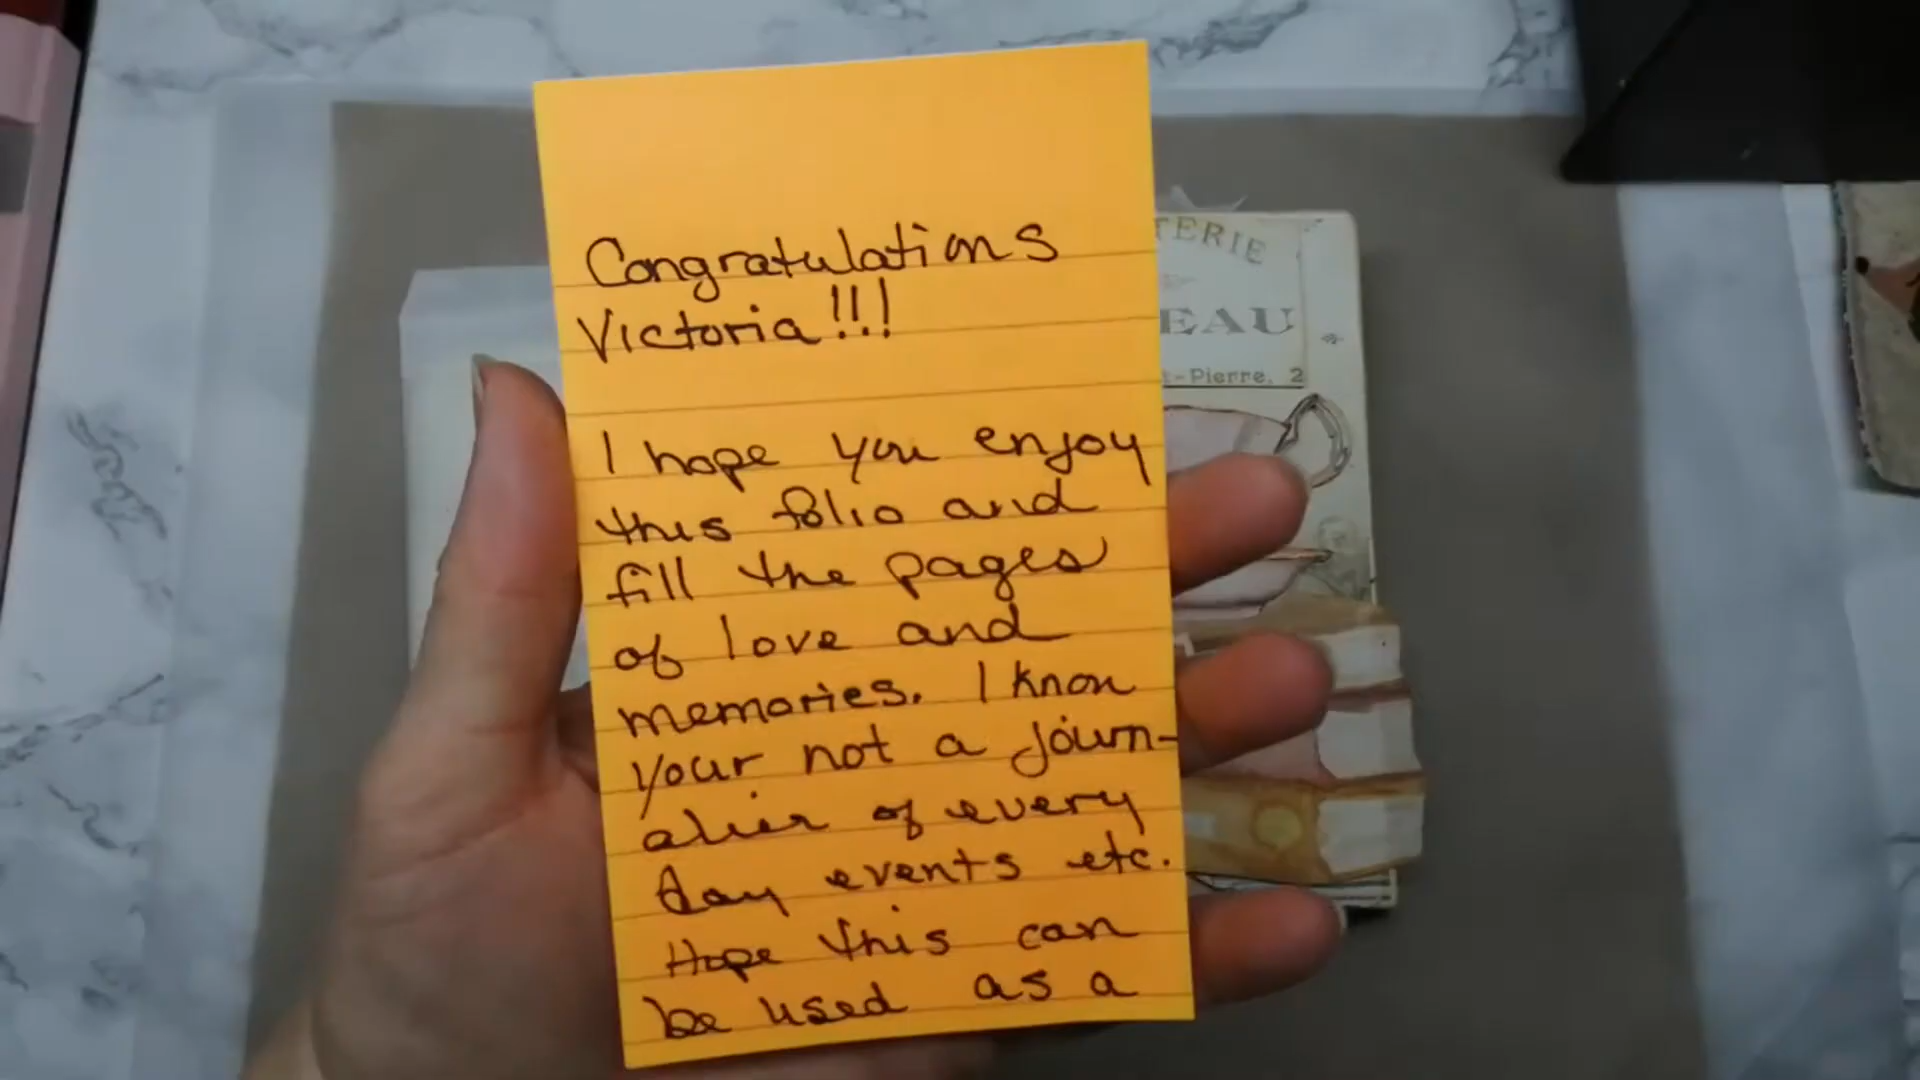 Congratulations
Victoria!!!
I hope you enjoy
this folio and
fill the pages
of love and
memories. I know
your not a journ-
alier of every
day events etc.
Hope this can
be used as a
TERIE
EAU
-Pierre, 2